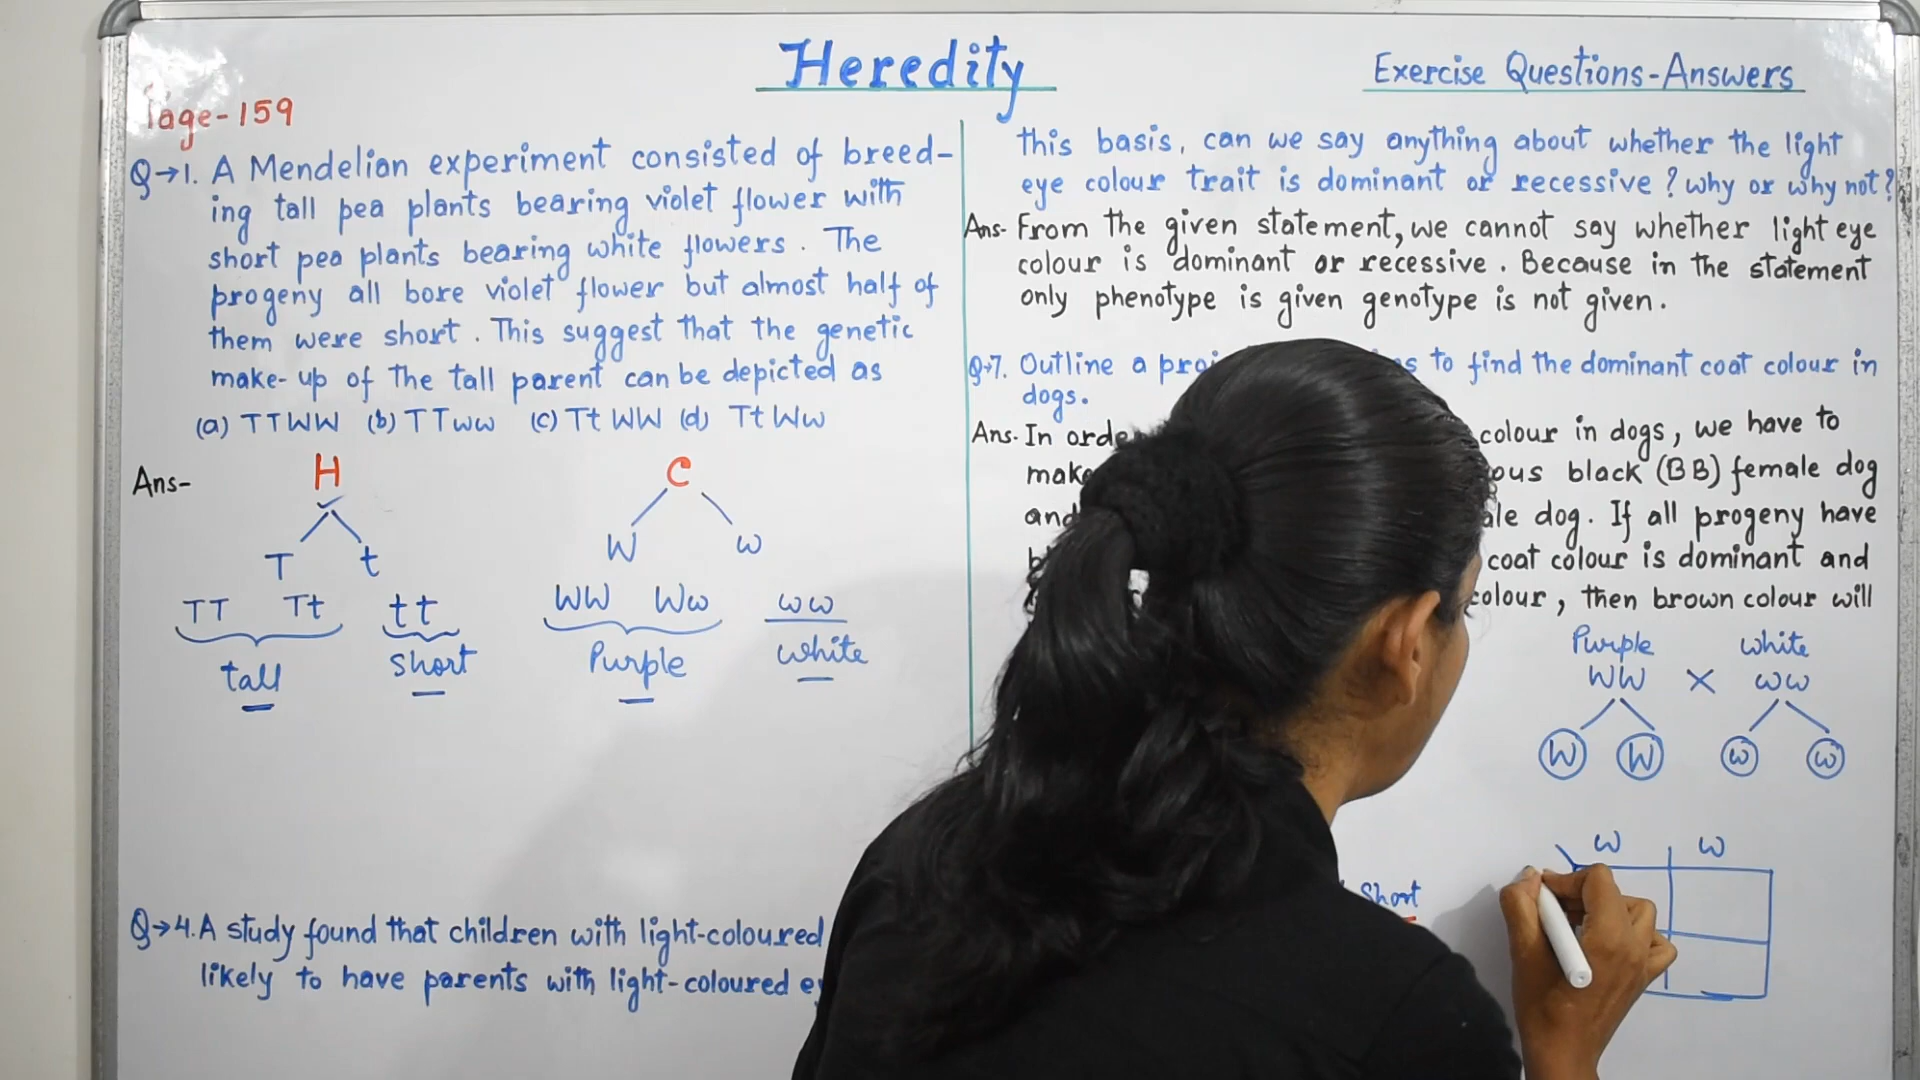 Heredity
Exercise Questions-Answers
Page-159
Q→1. A Mendelian experiment consisted of breed-
ing tall pea plants bearing violet flower with
short pea plants bearing white flowers. The
progeny all bore violet flower but almost half of
them were short. This suggest that the genetic
make-up of the tall parent can be depicted as
(a) TTWW (b) TTww (c) Tt WW (d) Tt Ww
Ans-
H
T t
TT Tt tt
tall short
C
W w
WW Ww ww
Purple white
Q→4. A study found that children with light-coloured
likely to have parents with light-coloured
this basis, can we say anything about whether the light
eye colour trait is dominant or recessive? why or why not?
Ans- From the given statement, we cannot say whether light eye
colour is dominant or recessive. Because in the statement
only phenotype is given genotype is not given.
Q→7. Outline a to find the dominant coat colour in
dogs.
Ans- In colour in dogs, we have to
black (BB) female dog
and dog. If all progeny have
coat colour is dominant and
colour, then brown colour will
Purple white
WW × ww
W W w w
w w
Short